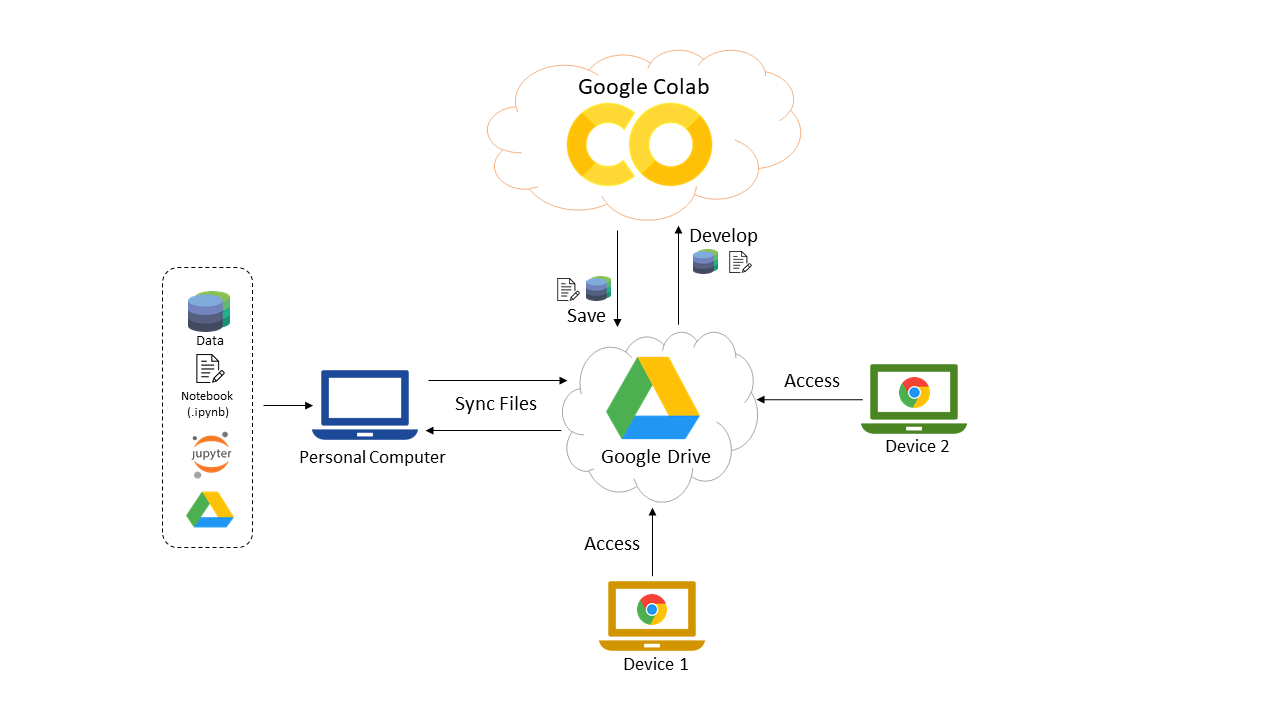 Google Colab
Develop
Save
Data
Notebook
(.ipynb)
jupyter
Personal Computer
Sync Files
Google Drive
Access
Device 2
Access
Device 1